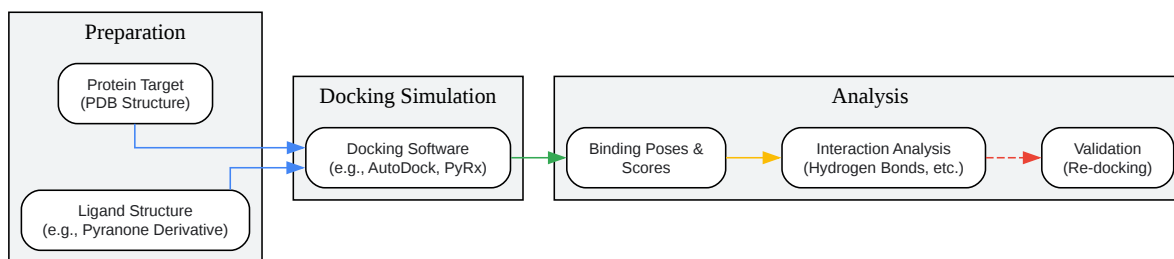 Preparation
Protein Target
(PDB Structure)
Ligand Structure
(e.g., Pyranone Derivative)
Docking Simulation
Docking Software
(e.g., AutoDock, PyRx)
Analysis
Binding Poses &
Scores
Interaction Analysis
(Hydrogen Bonds, etc.)
Validation
(Re-docking)